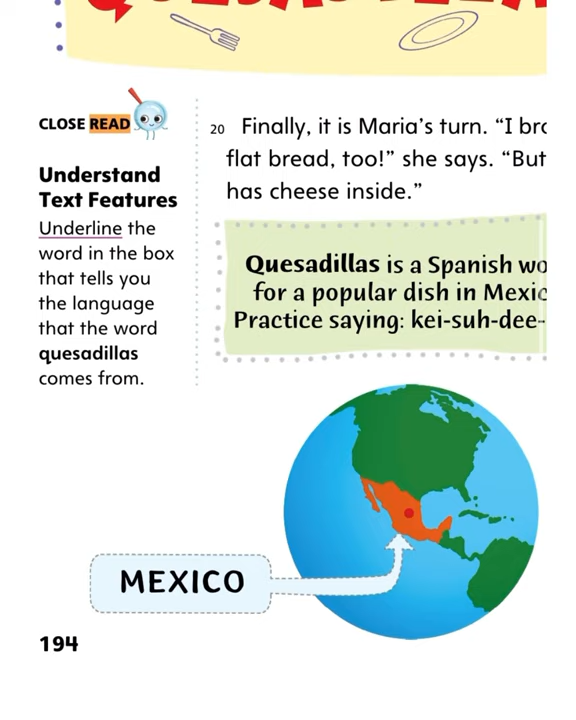 CLOSE READ
Understand
Text Features
Underline the
word in the box
that tells you
the language
that the word
quesadillas
comes from.
20 Finally, it is Maria's turn. "I bro
flat bread, too!" she says. "But
has cheese inside."
Quesadillas is a Spanish wo
for a popular dish in Mexic
Practice saying: kei-suh-dee-
MEXICO
194